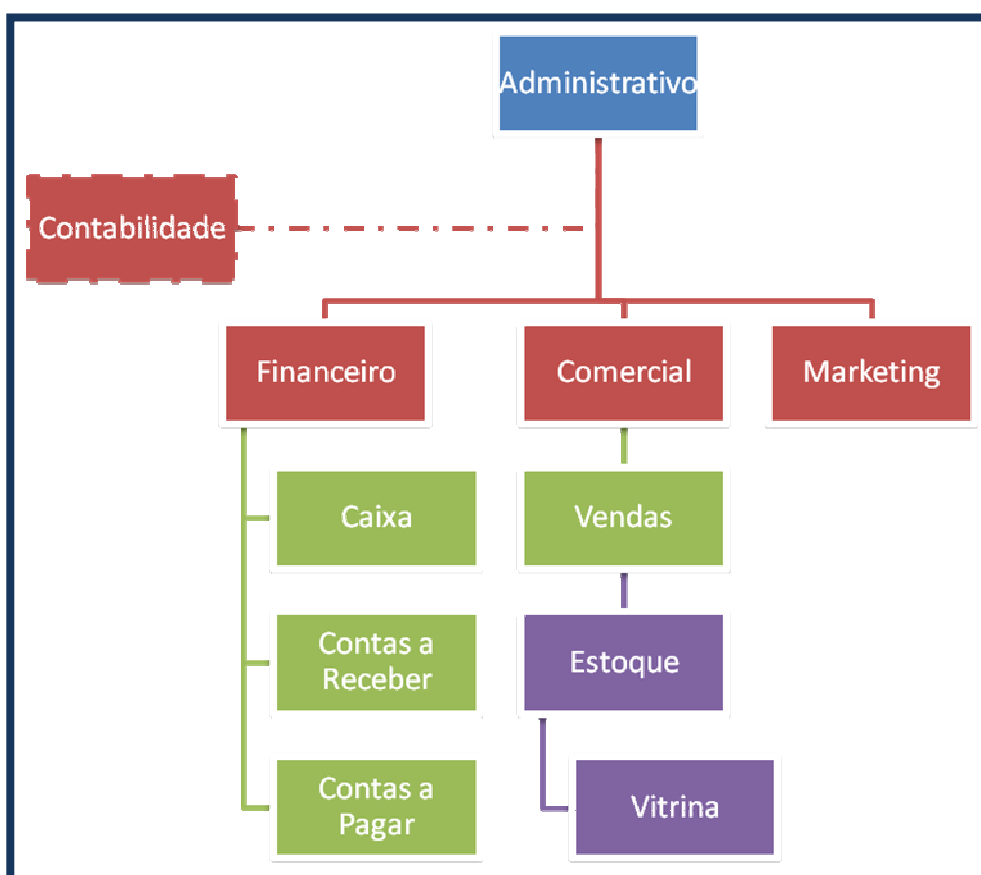 Administrativo
Contabilidade
Financeiro
Comercial
Marketing
Caixa
Vendas
Contas a
Receber
Estoque
Contas a
Pagar
Vitrina